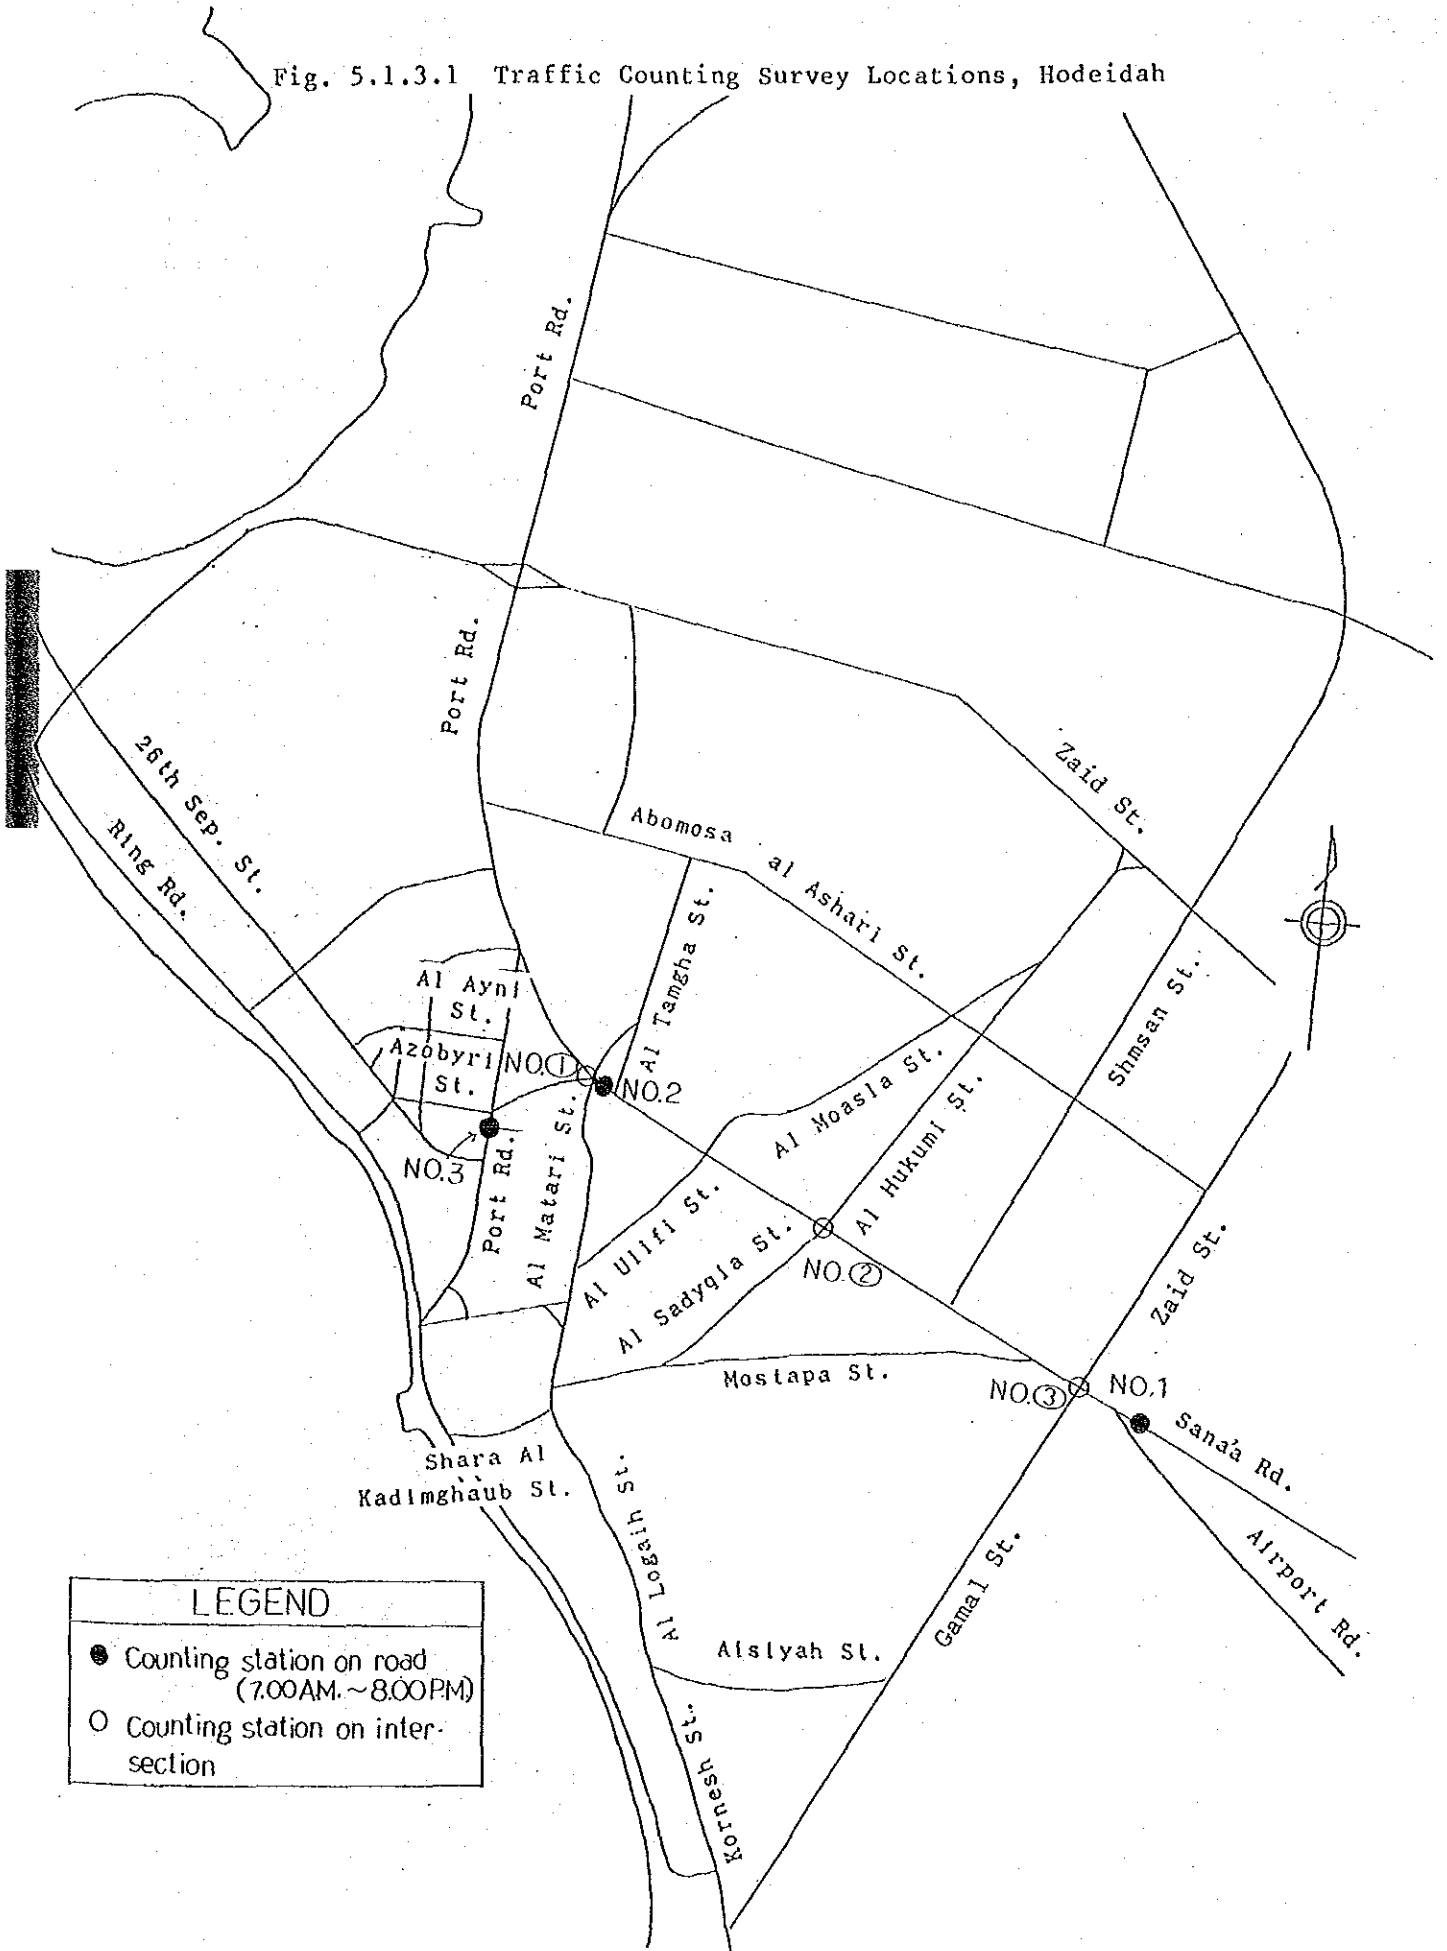 Fig. 5.1.3.1 Traffic Counting Survey Locations, Hodeidah
Port Rd.
Port Rd.
26th Sep. St.
Ring Rd.
Zaid St.
Abomosa al Ashari St.
Al Tamgha St.
Al Ayni
St.
Azobyri
St.
NO.①
NO.2
NO.3
Port Rd.
Al Matari St.
Al Moasla St.
Al Hukumi St.
Shmsan St.
Al Ulifi St.
Al Sadyqia St.
NO.②
Zaid St.
Mostapa St.
NO.③
NO.1
Sana'a Rd.
Airport Rd.
Shara Al
Kadimghaub St.
Al Logaih St.
Gamal St.
Aisiyah St.
Kornesh St.
LEGEND
● Counting station on road
(7.00AM.~8.00PM)
○ Counting station on inter-
section